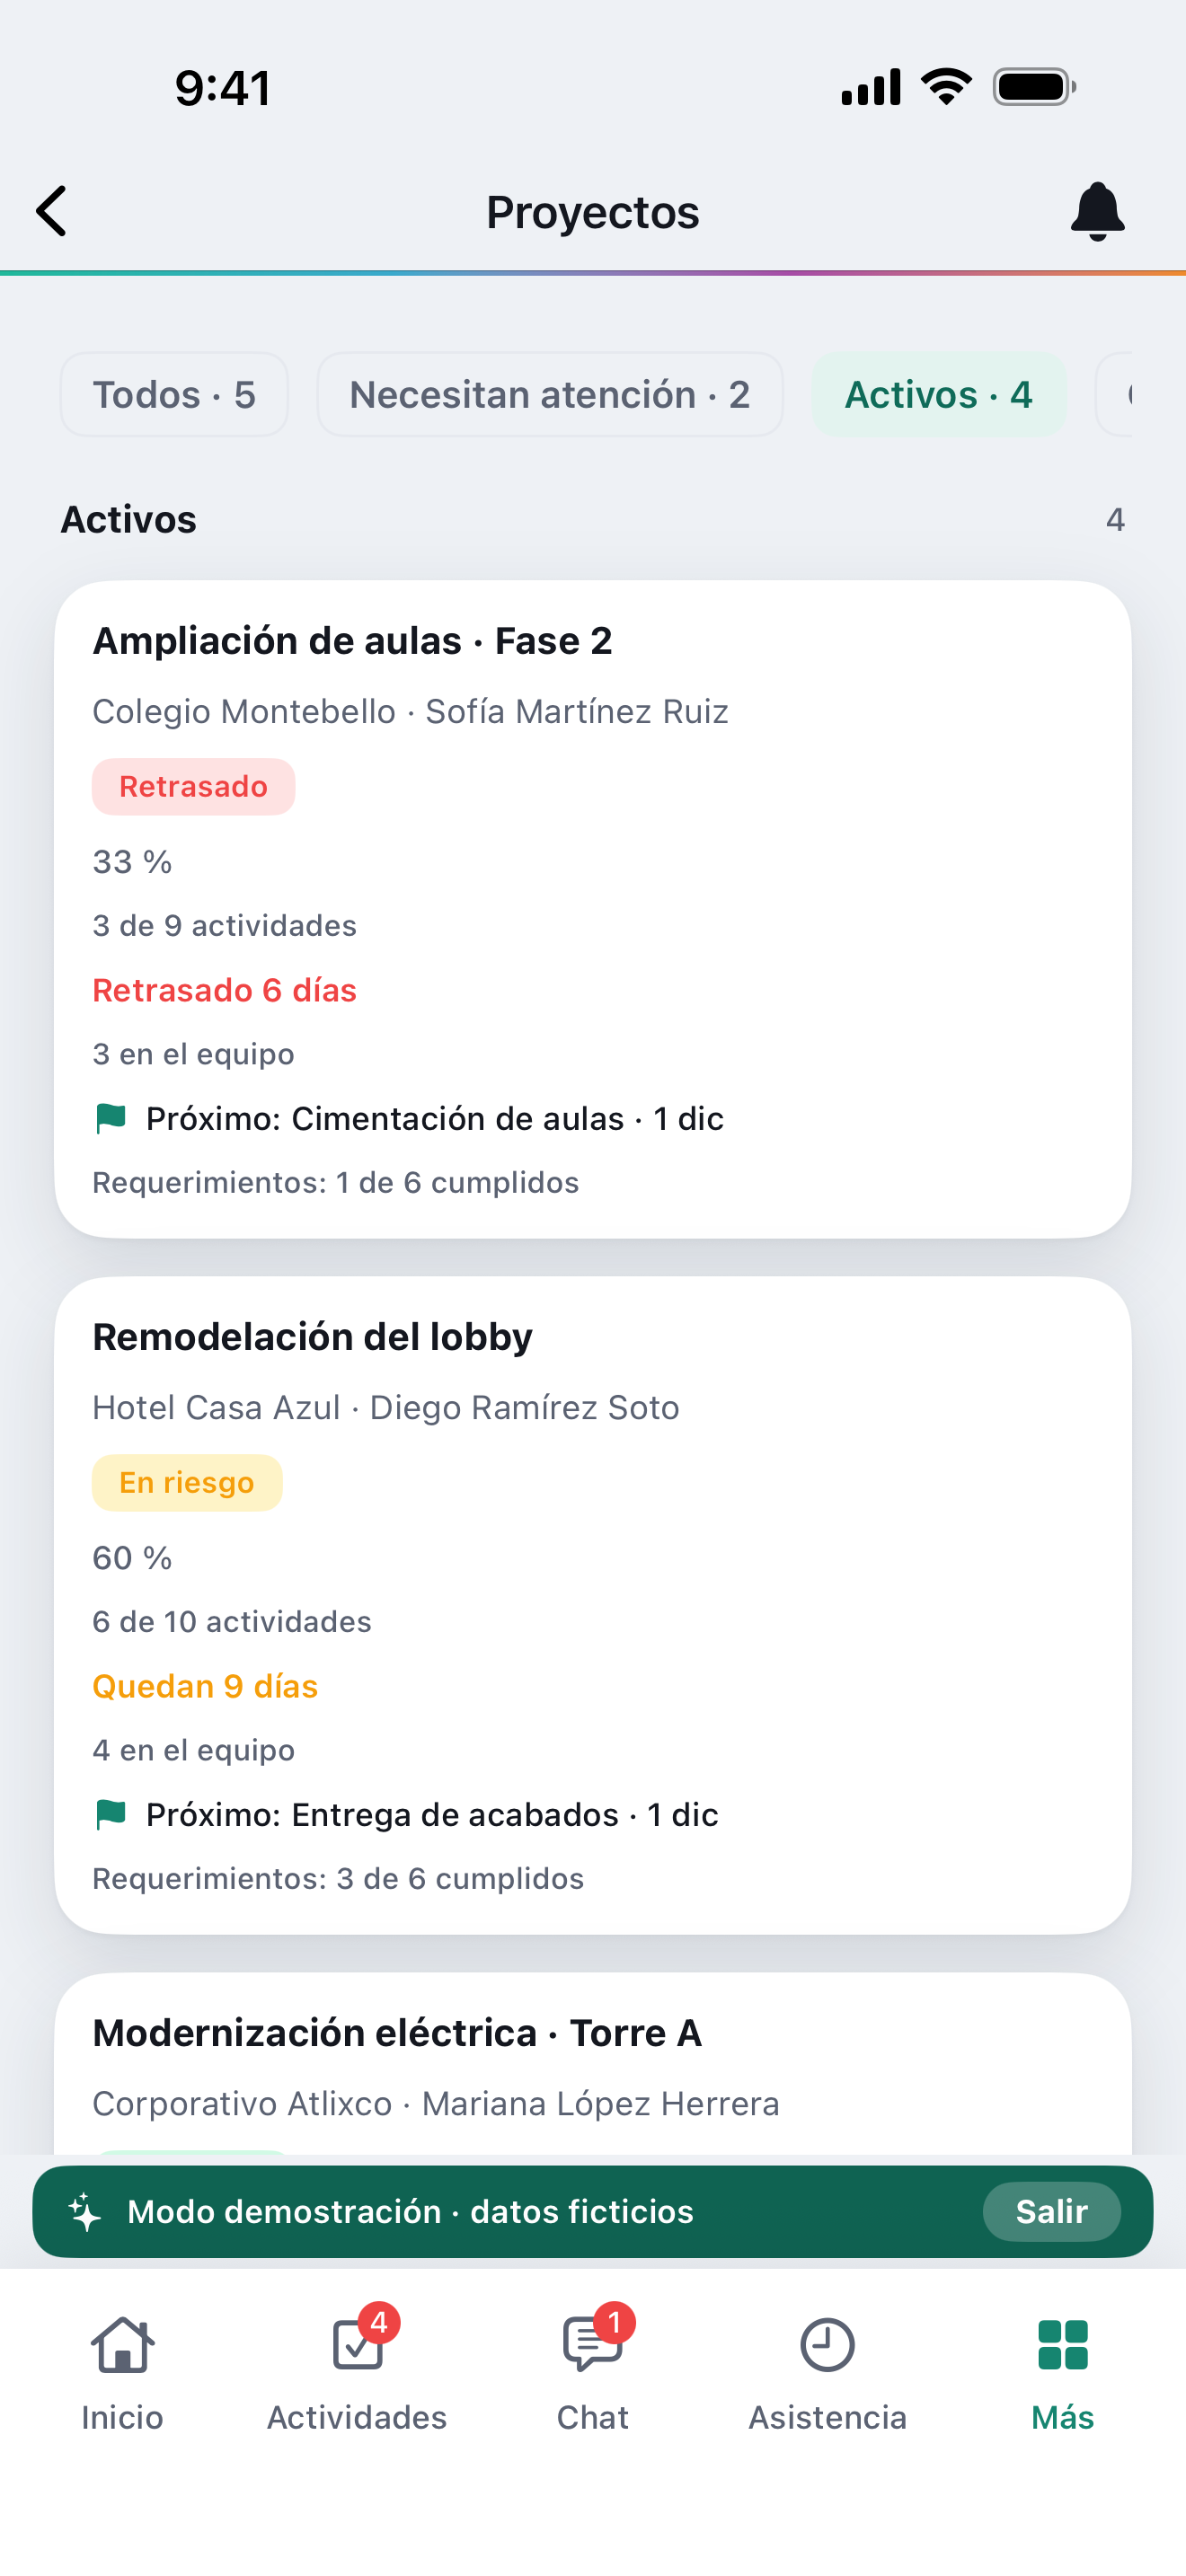 9:41
Proyectos
Todos · 5
Necesitan atención · 2
Activos · 4
Activos
4
Ampliación de aulas · Fase 2
Colegio Montebello · Sofía Martínez Ruiz
Retrasado
33 %
3 de 9 actividades
Retrasado 6 días
3 en el equipo
Próximo: Cimentación de aulas · 1 dic
Requerimientos: 1 de 6 cumplidos
Remodelación del lobby
Hotel Casa Azul · Diego Ramírez Soto
En riesgo
60 %
6 de 10 actividades
Quedan 9 días
4 en el equipo
Próximo: Entrega de acabados · 1 dic
Requerimientos: 3 de 6 cumplidos
Modernización eléctrica · Torre A
Corporativo Atlixco · Mariana López Herrera
Modo demostración · datos ficticios
Salir
4
1
Inicio
Actividades
Chat
Asistencia
Más